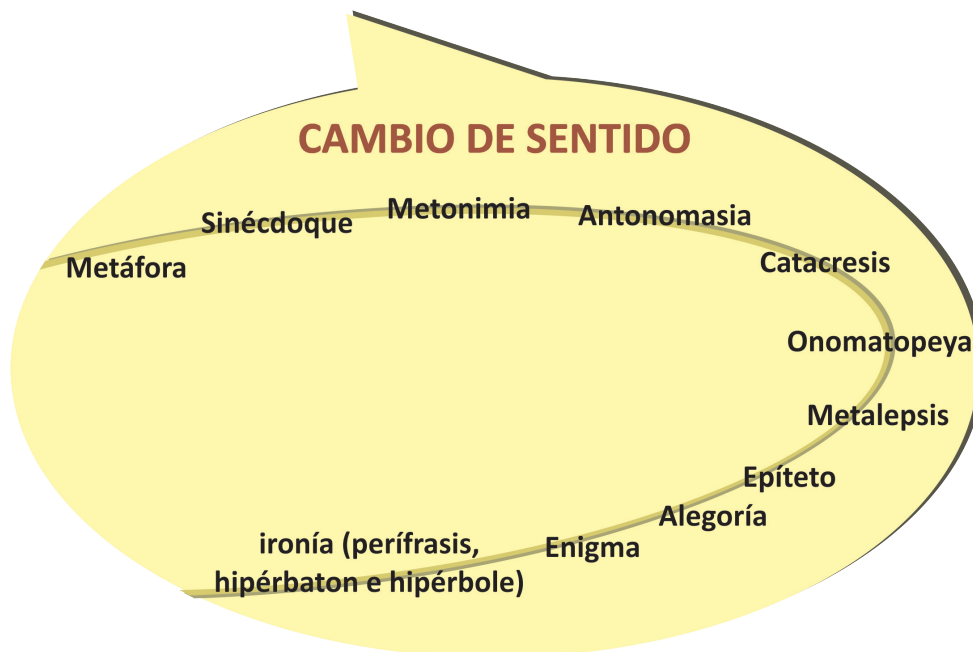 CAMBIO DE SENTIDO
Metáfora
Sinécdoque
Metonimia
Antonomasia
Catacresis
Onomatopeya
Metalepsis
Epíteto
Alegoría
Enigma
ironía (perífrasis,
hipérbaton e hipérbole)